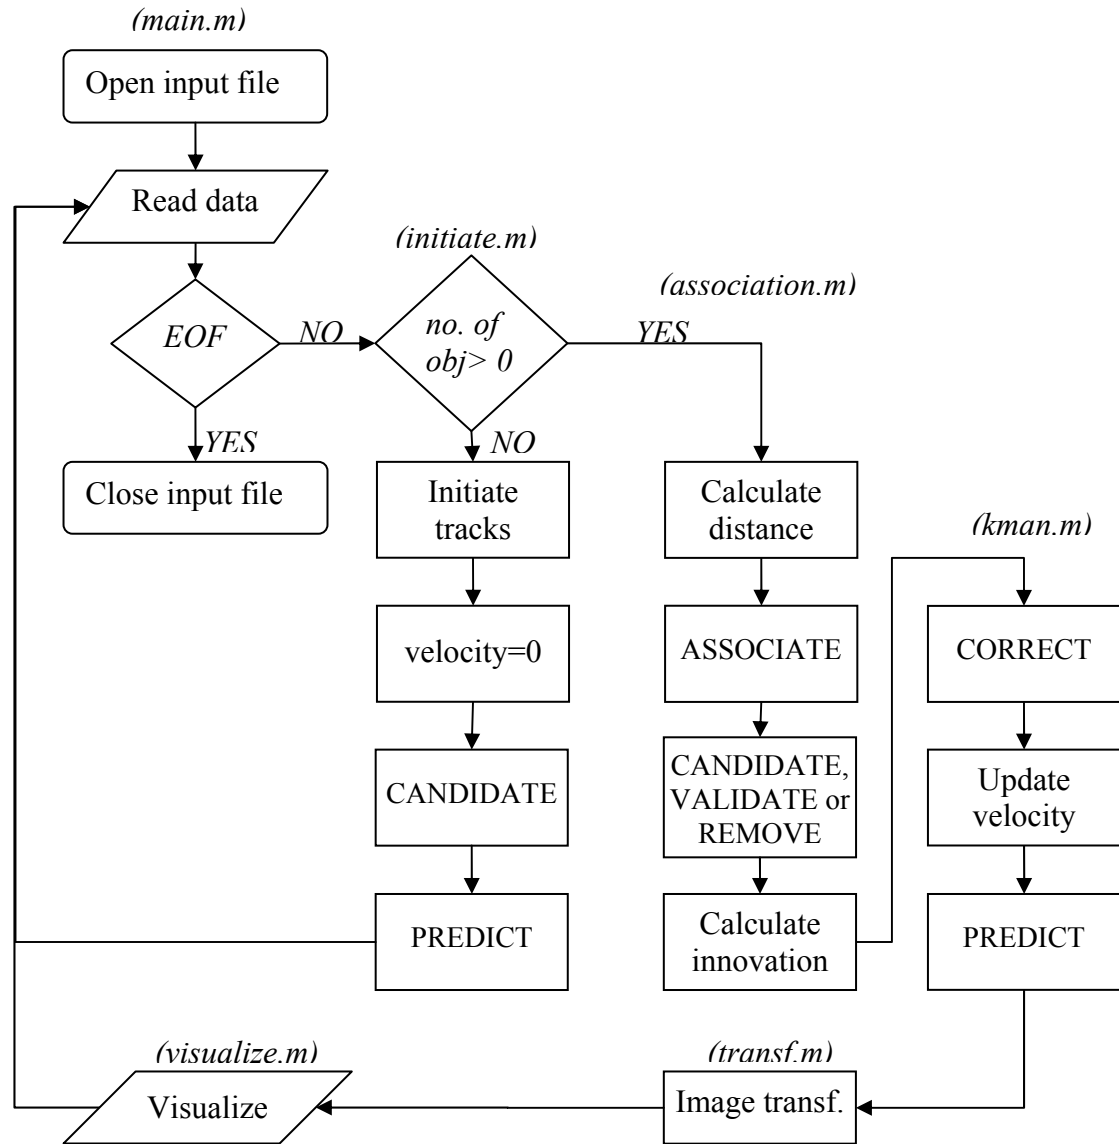 (main.m)
Open input file
Read data
(initiate.m)
(association.m)
EOF
NO
no. of
obj> 0
YES
YES
NO
Close input file
Initiate
tracks
Calculate
distance
(kman.m)
velocity=0
ASSOCIATE
CORRECT
CANDIDATE
CANDIDATE,
VALIDATE or
REMOVE
Update
velocity
PREDICT
Calculate
innovation
PREDICT
(visualize.m)
(transf.m)
Visualize
Image transf.